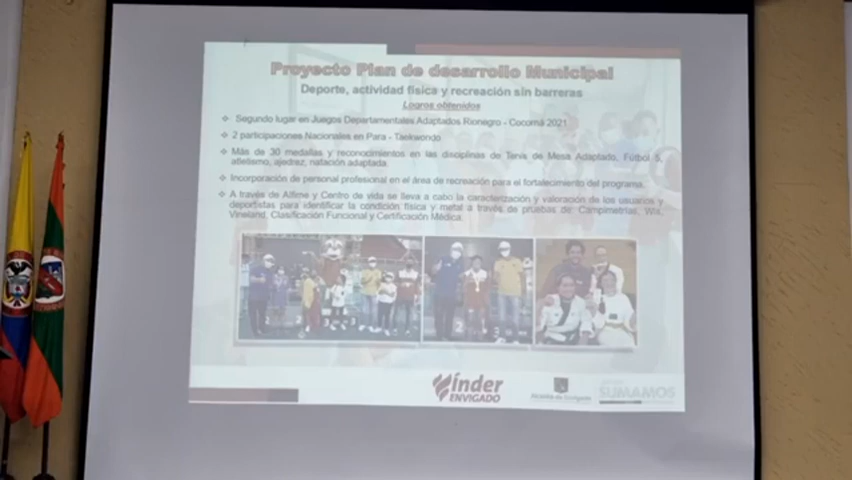 Proyecto Plan de desarrollo Municipal
Deporte, actividad física y recreación sin barreras
Logros obtenidos
Segundo lugar en Juegos Departamentales Adaptados Rionegro - Cocorná 2021
2 participaciones Nacionales en Para - Taekwondo
Más de 30 medallas y reconocimientos en las disciplinas de Tenis de Mesa Adaptado, Fútbol 5,
atletismo, ajedrez, natación adaptada.
Incorporación de personal profesional en el área de recreación para el fortalecimiento del programa.
A través de Alfime y Centro de vida se lleva a cabo la caracterización y valoración de los usuarios y
deportistas para identificar la condición física y metal a través de pruebas de: Campimetrías, Wix,
Vineland, Clasificación Funcional y Certificación Médica.
índer
ENVIGADO
Alcaldía de Envigado
SUMAMOS